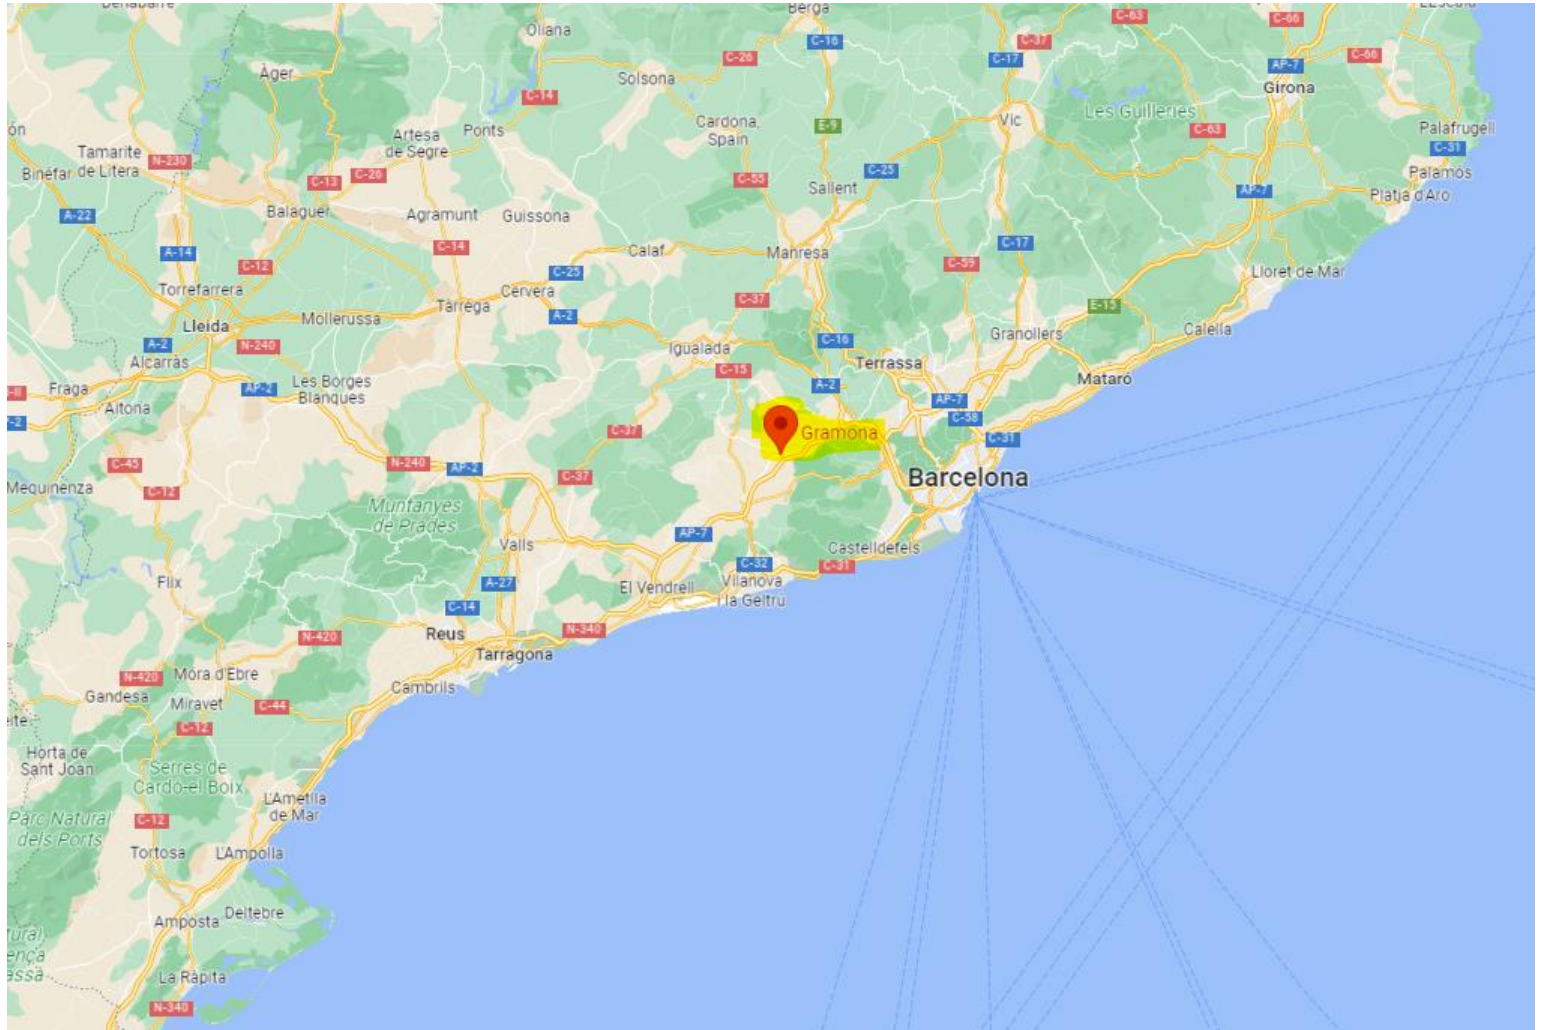 Berga
Oliana
C-16
C-63
C-66
C-37
C-26
C-17
C-66
AP-7
Àger
Solsona
Girona
C-14
Les Guilleries
Cardona,
Spain
E-9
Vic
C-63
Palafrugell
Artesa
de Segre
Ponts
C-31
Tamarite
de Litera
N-230
Binéfar
C-13
C-26
C-55
C-25
Palamós
Sallent
AP-7
Platja d'Aro
A-22
Balaguer
Agramunt
Guissona
A-14
C-14
Calaf
Manresa
C-17
C-12
C-25
C-59
Lloret de Mar
Torrefarrera
Cervera
C-37
E-15
Tàrrega
Mollerussa
A-2
Lleida
Calella
A-2
N-240
Igualada
C-16
Granollers
Alcarràs
Terrassa
C-15
Mataró
Fraga
AP-2
Les Borges
Blanques
A-2
AP-7
Aitona
C-58
C-37
Gramona
C-31
C-45
N-240
AP-2
C-37
Barcelona
Mequinenza
C-12
Muntanyes
de Prades
AP-7
Valls
Castelldefels
C-32
C-31
Flix
A-27
El Vendrell
Vilanova
i la Geltrú
C-14
Reus
N-340
N-420
Tarragona
N-420
Móra d'Ebre
Cambrils
Gandesa
Miravet
C-44
C-12
Horta de
Sant Joan
Serres de
Cardó-el Boix
L'Ametlla
de Mar
Parc Natural
dels Ports
C-12
Tortosa
L'Ampolla
Amposta
Deltebre
La Ràpita
N-340